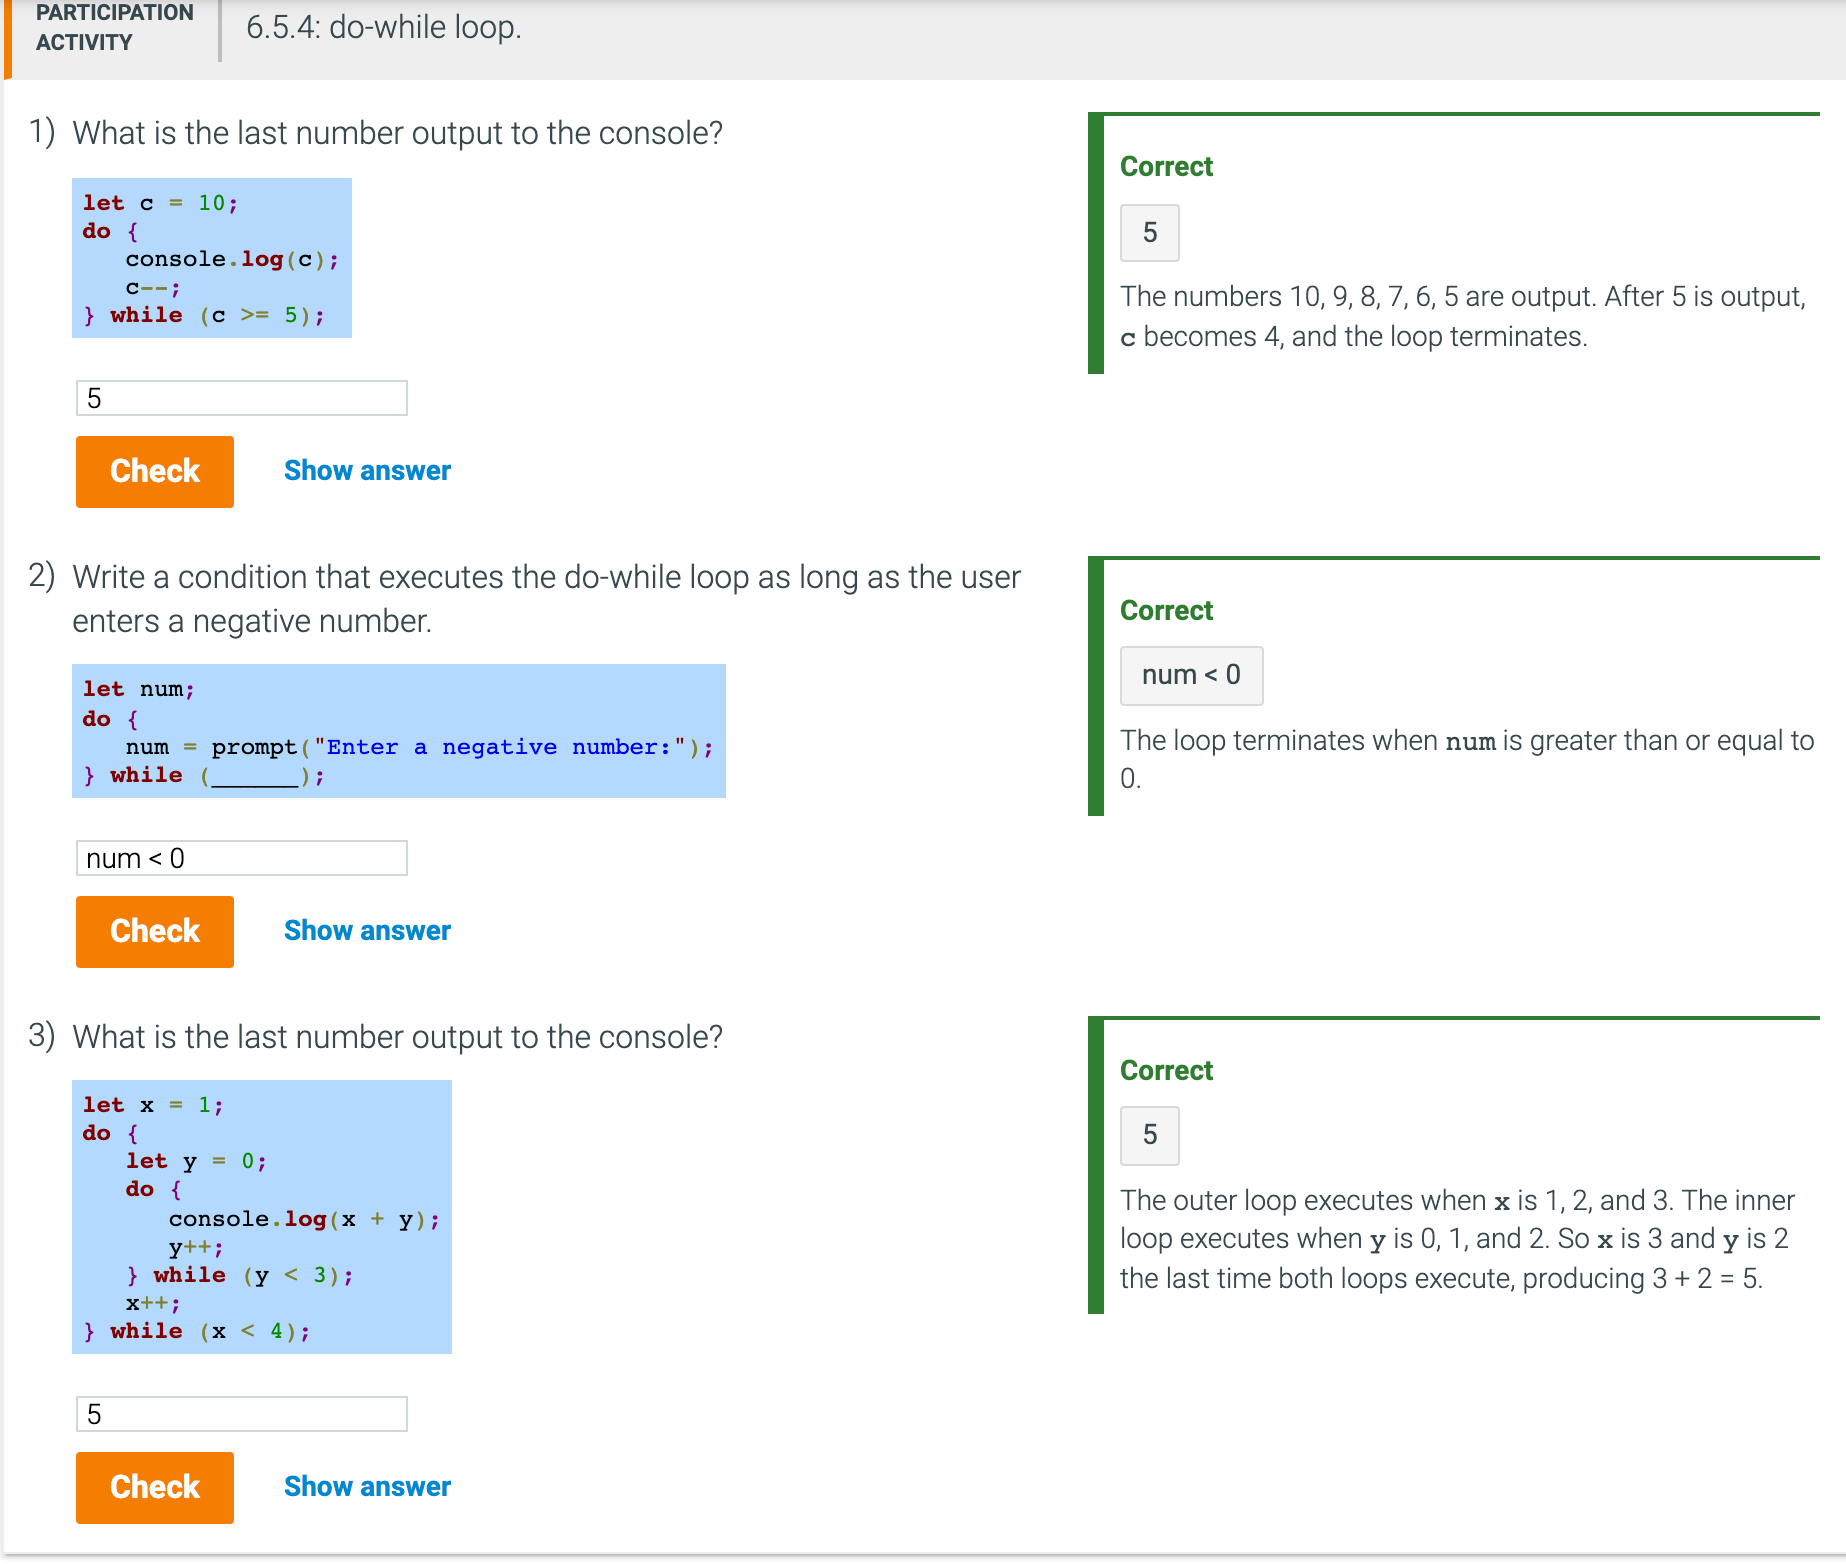 PARTICIPATION
ACTIVITY
6.5.4: do-while loop.
1) What is the last number output to the console?
let c = 10;
do {
   console.log(c);
   c--;
} while (c >= 5);
5
Check
Show answer
Correct
5
The numbers 10, 9, 8, 7, 6, 5 are output. After 5 is output,
c becomes 4, and the loop terminates.
2) Write a condition that executes the do-while loop as long as the user
enters a negative number.
let num;
do {
   num = prompt("Enter a negative number:");
} while (______);
num < 0
Check
Show answer
Correct
num < 0
The loop terminates when num is greater than or equal to
0.
3) What is the last number output to the console?
let x = 1;
do {
   let y = 0;
   do {
      console.log(x + y);
      y++;
   } while (y < 3);
   x++;
} while (x < 4);
5
Check
Show answer
Correct
5
The outer loop executes when x is 1, 2, and 3. The inner
loop executes when y is 0, 1, and 2. So x is 3 and y is 2
the last time both loops execute, producing 3 + 2 = 5.